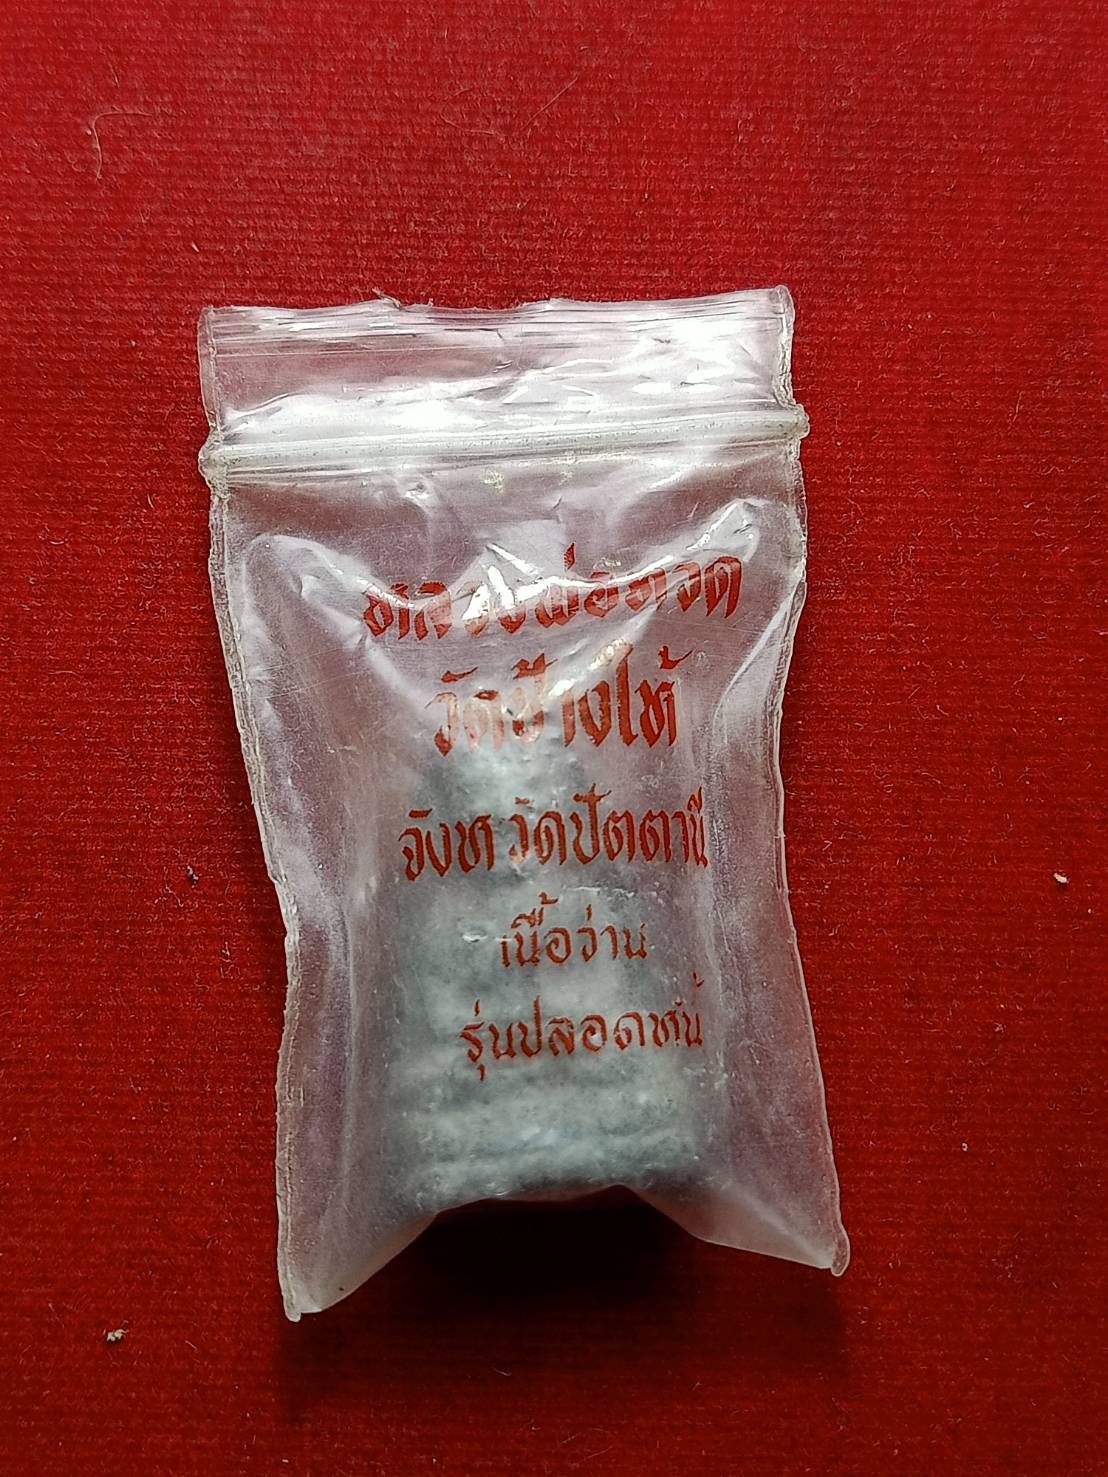 หลวงพ่อทวด
วัดช้างให้
จังหวัดปัตตานี
เนื้อว่าน
รุ่นปลอดหนี้